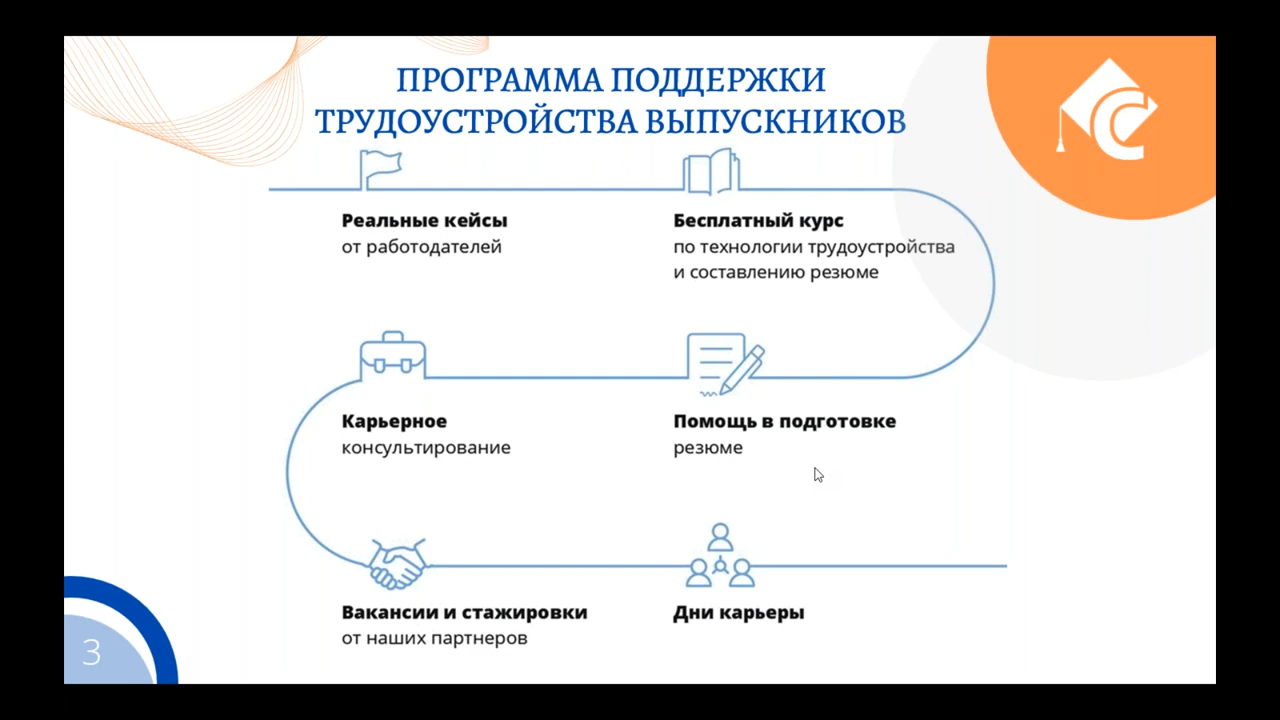 ПРОГРАММА ПОДДЕРЖКИ
ТРУДОУСТРОЙСТВА ВЫПУСКНИКОВ
Реальные кейсы
от работодателей
Бесплатный курс
по технологии трудоустройства
и составлению резюме
Карьерное
консультирование
Помощь в подготовке
резюме
Вакансии и стажировки
от наших партнеров
Дни карьеры
3